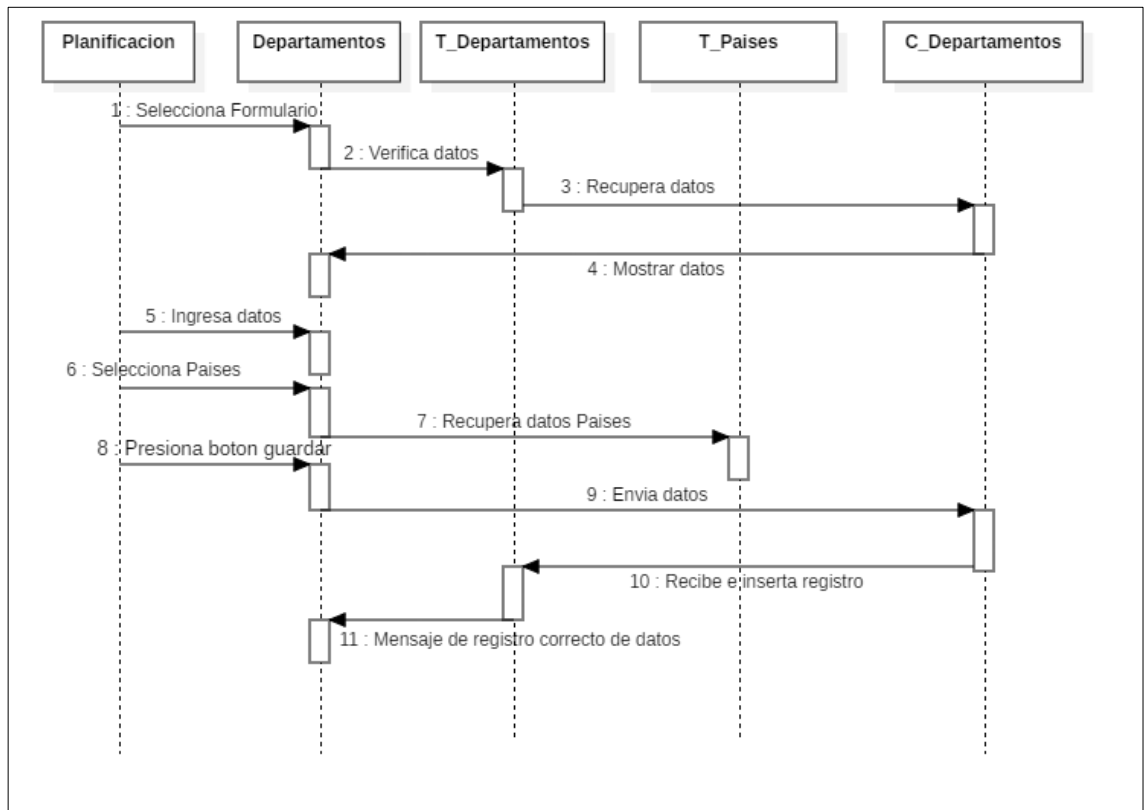 Planificacion
Departamentos
T_Departamentos
T_Paises
C_Departamentos
1 : Selecciona Formulario
2 : Verifica datos
3 : Recupera datos
4 : Mostrar datos
5 : Ingresa datos
6 : Selecciona Paises
7 : Recupera datos Paises
8 : Presiona boton guardar
9 : Envia datos
10 : Recibe e inserta registro
11 : Mensaje de registro correcto de datos